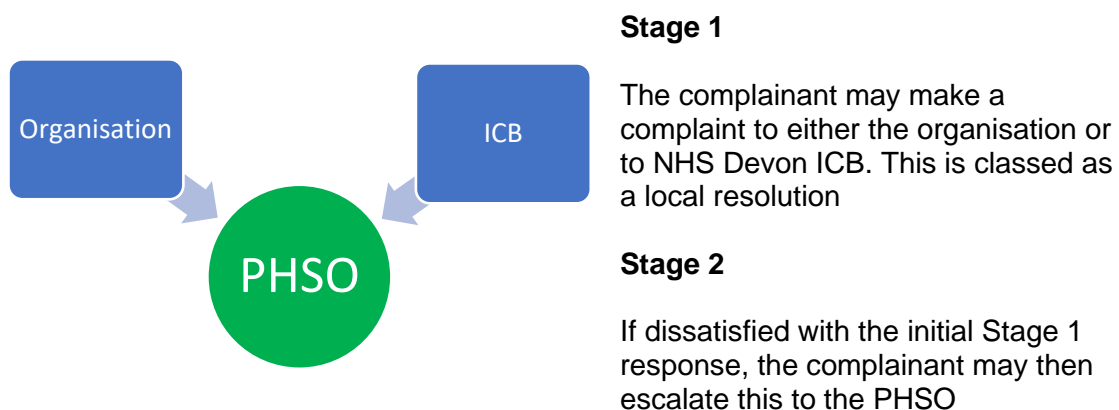 Organisation
ICB
PHSO
Stage 1
The complainant may make a
complaint to either the organisation or
to NHS Devon ICB. This is classed as
a local resolution
Stage 2
If dissatisfied with the initial Stage 1
response, the complainant may then
escalate this to the PHSO